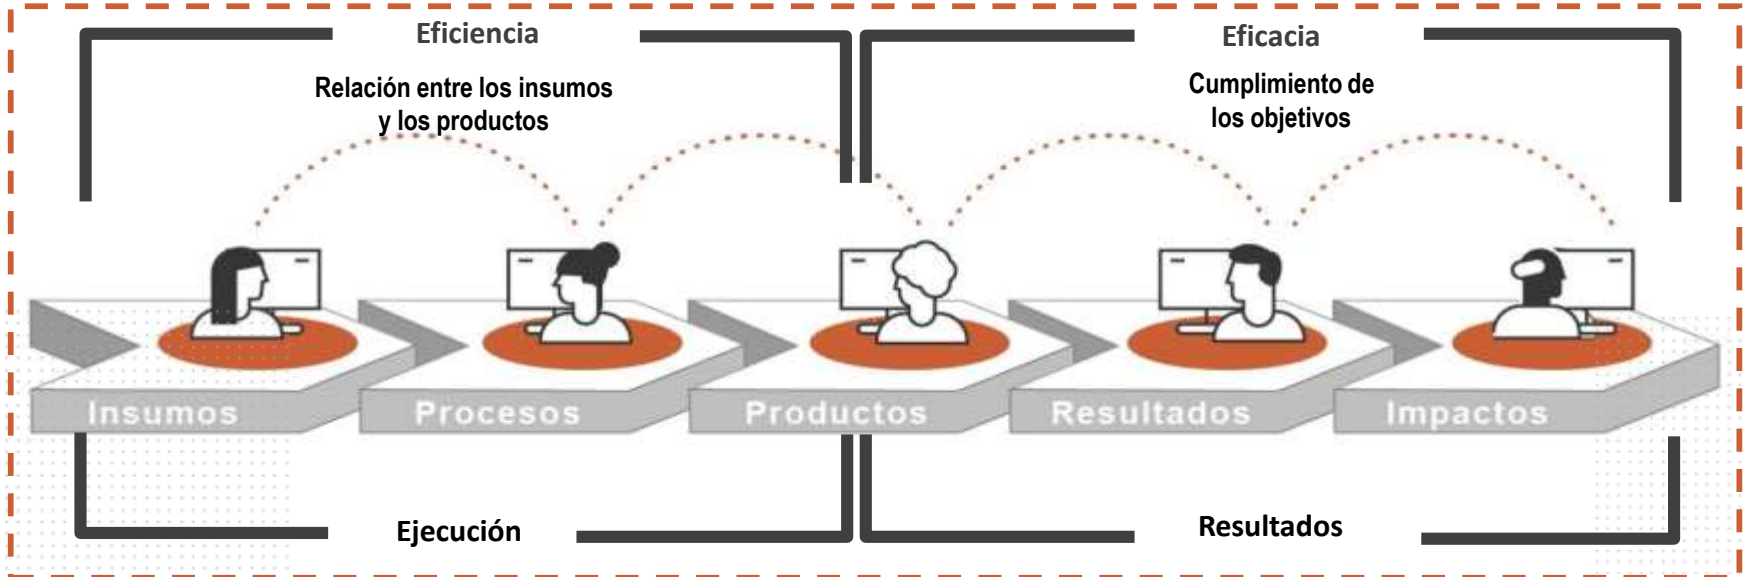 Eficiencia
Relación entre los insumos
y los productos
Eficacia
Cumplimiento de
los objetivos
Insumos
Procesos
Productos
Resultados
Impactos
Ejecución
Resultados